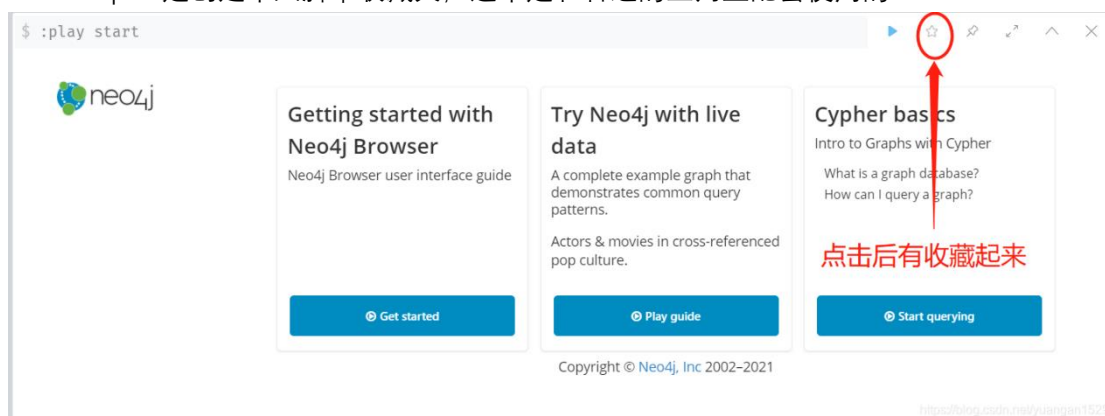 $ :play start
neo4j
Getting started with
Neo4j Browser
Neo4j Browser user interface guide
Get started
Try Neo4j with live
data
A complete example graph that
demonstrates common query
patterns.
Actors & movies in cross-referenced
pop culture.
Play guide
Cypher basics
Intro to Graphs with Cypher
What is a graph database?
How can I query a graph?
点击后有收藏起来
Start querying
Copyright © Neo4j, Inc 2002–2021